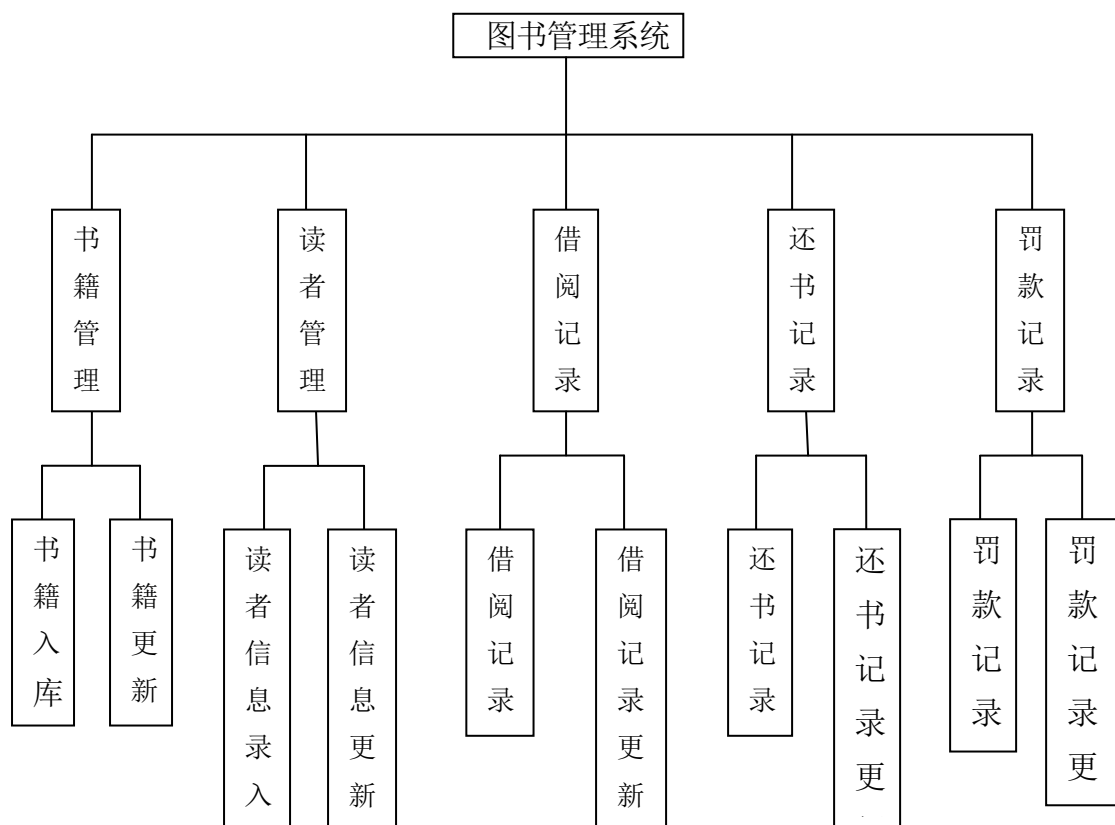 图书管理系统
书籍管理
读者管理
借阅记录
还书记录
罚款记录
书籍入库
书籍更新
读者信息录入
读者信息更新
借阅记录
借阅记录更新
还书记录
还书记录更
罚款记录
罚款记录更